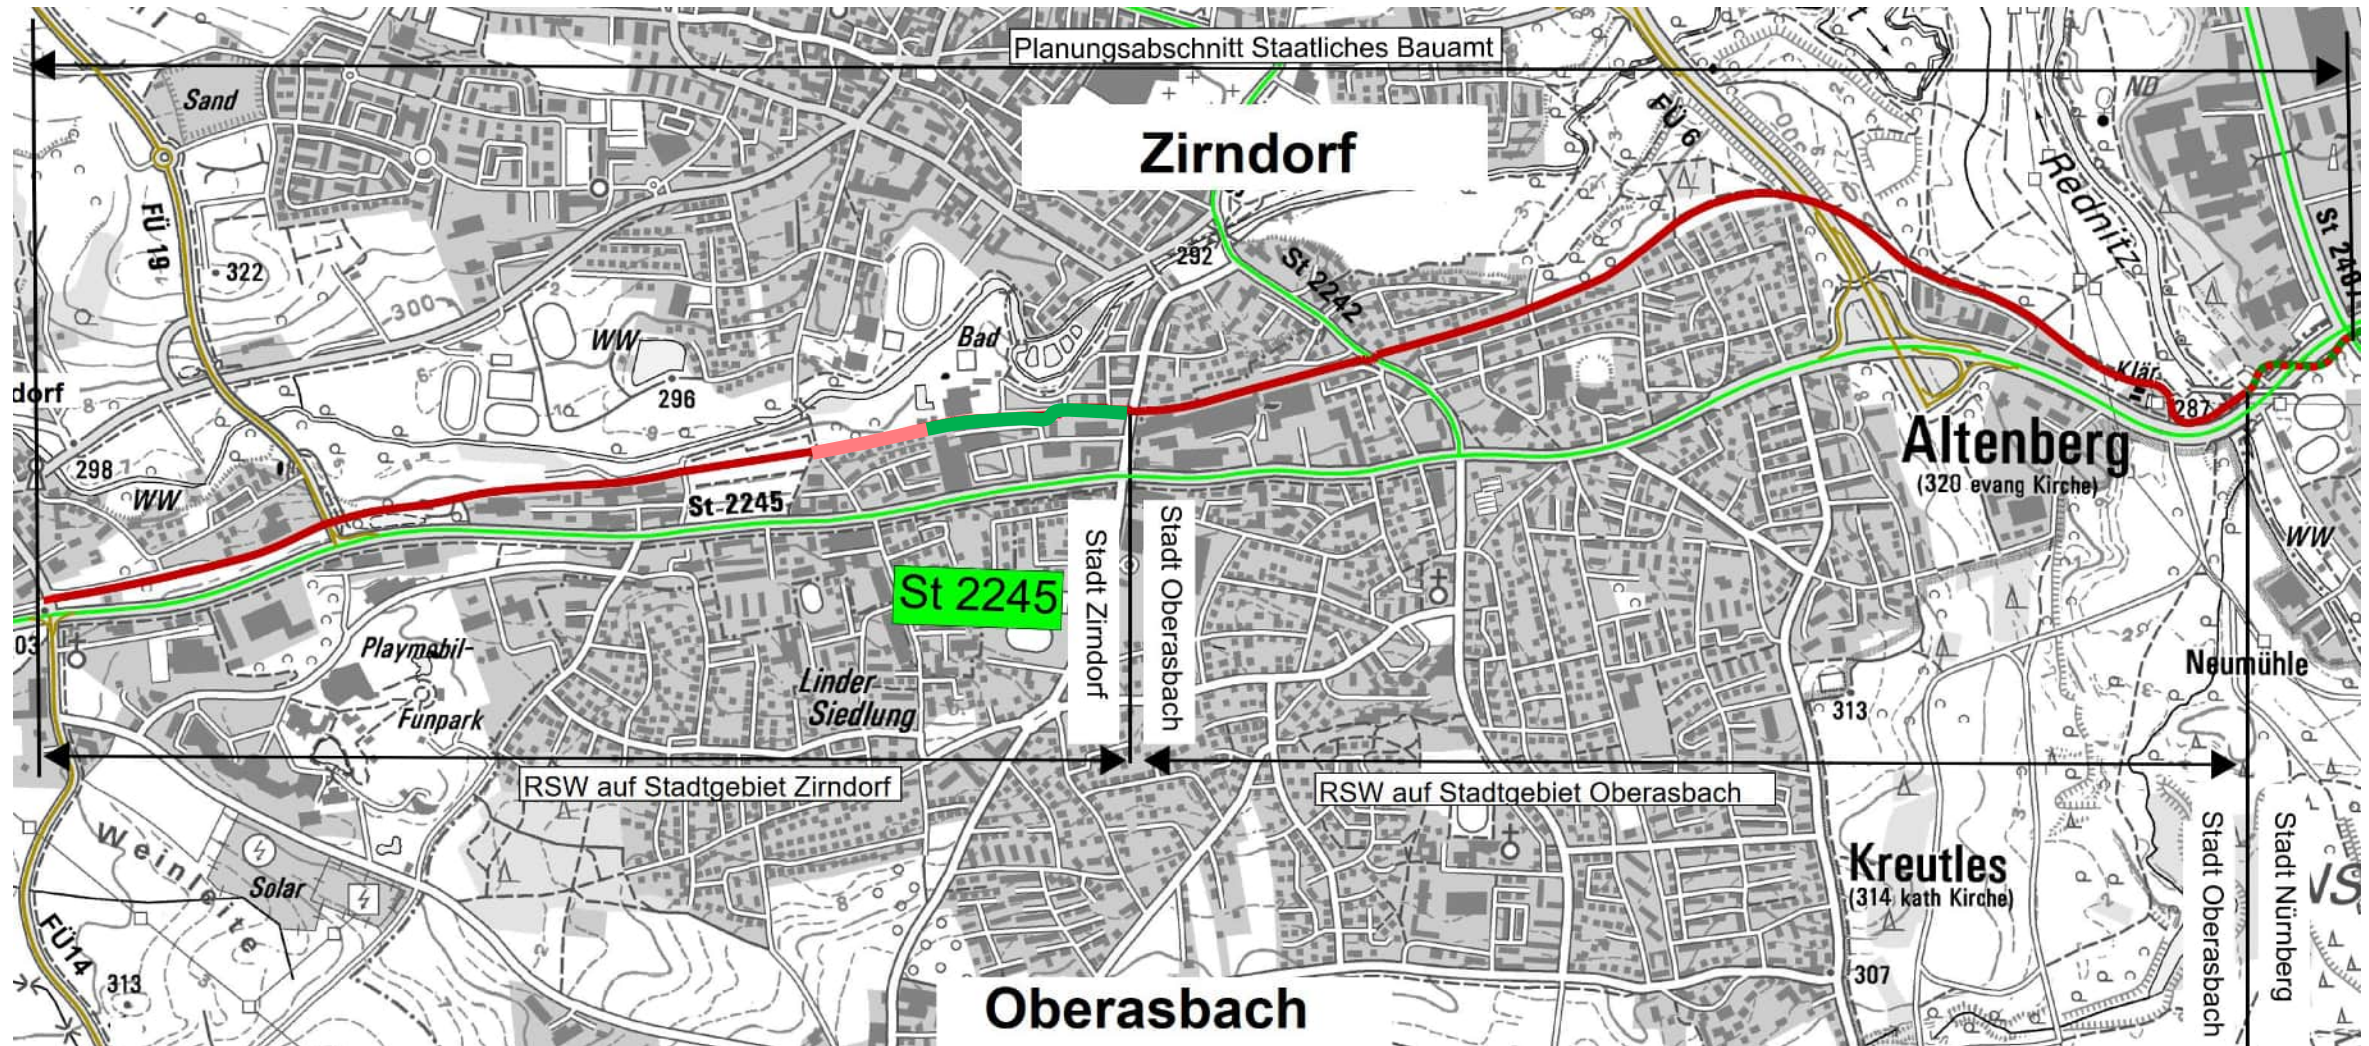 Planungsabschnitt Staatliches Bauamt
Sand
ND
FÜ 6
Zirndorf
Rednitz
FÜ 19
322
292
St 2242
St 240
300
WW
Bad
296
dorf
Klär.
287
298
WW
St 2245
Altenberg
(320 evang Kirche)
WW
Stadt Zirndorf
Stadt Oberasbach
St 2245
03
Playmobil-
Funpark
Linder
Siedlung
Neumühle
313
RSW auf Stadtgebiet Zirndorf
RSW auf Stadtgebiet Oberasbach
Weinleite
Solar
Kreutles
(314 kath Kirche)
Stadt Oberasbach
Stadt Nürnberg
FÜ14
313
307
Oberasbach